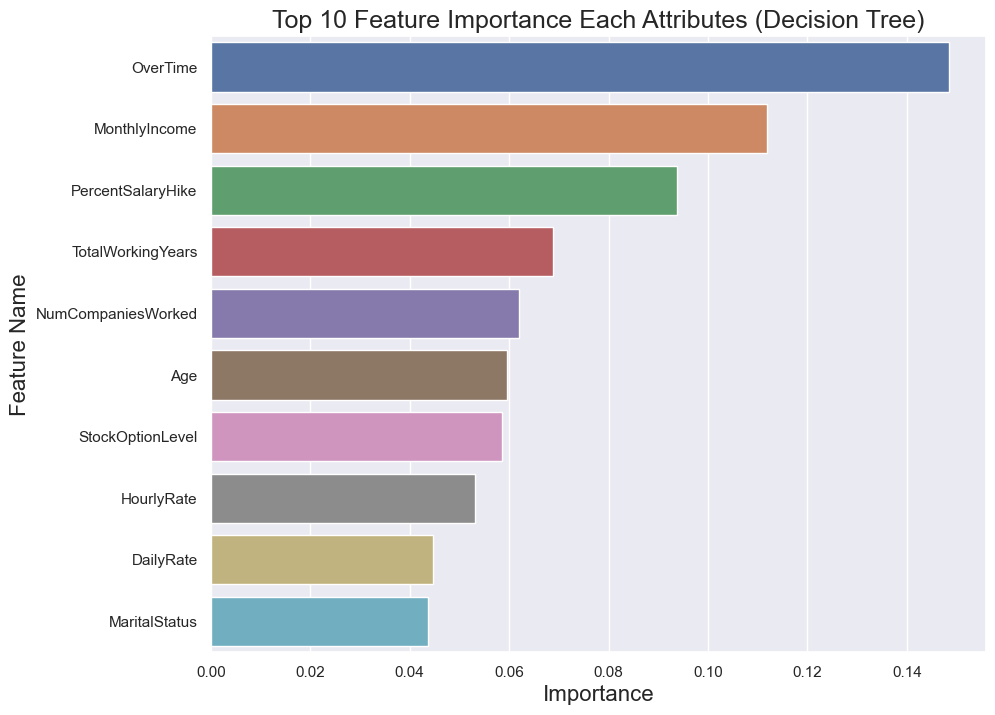 Top 10 Feature Importance Each Attributes (Decision Tree)
Feature Name
OverTime
MonthlyIncome
PercentSalaryHike
TotalWorkingYears
NumCompaniesWorked
Age
StockOptionLevel
HourlyRate
DailyRate
MaritalStatus
0.00 0.02 0.04 0.06 0.08 0.10 0.12 0.14
Importance